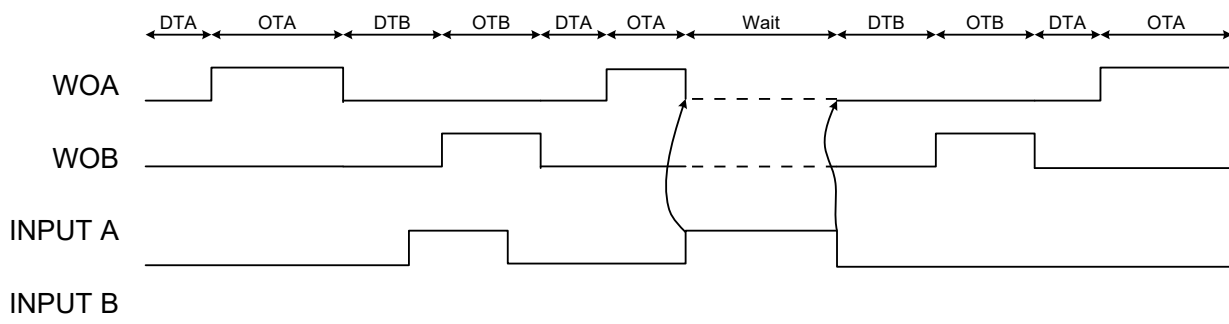 DTA OTA DTB OTB DTA OTA Wait DTB OTB DTA OTA
WOA
WOB
INPUT A
INPUT B